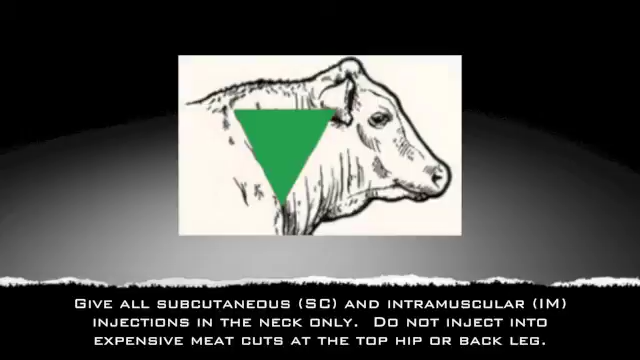 Give all subcutaneous (SC) and intramuscular (IM)
injections in the neck only. Do not inject into
expensive meat cuts at the top hip or back leg.